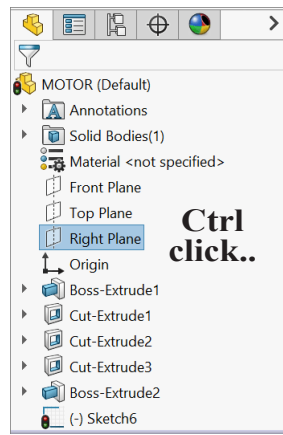 MOTOR (Default)
Annotations
Solid Bodies(1)
Material <not specified>
Front Plane
Top Plane
Right Plane
Ctrl
click..
Origin
Boss-Extrude1
Cut-Extrude1
Cut-Extrude2
Cut-Extrude3
Boss-Extrude2
(-) Sketch6